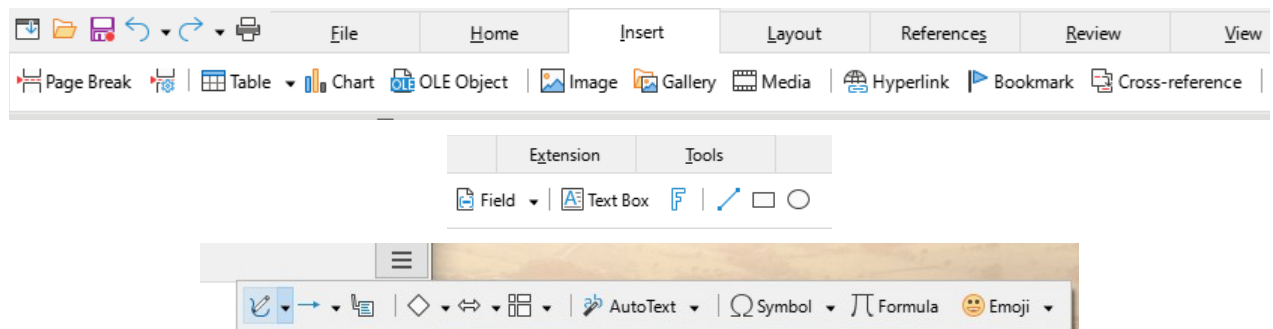 File Home Insert Layout References Review View
Page Break Table Chart OLE OLE Object Image Gallery Media Hyperlink Bookmark Cross-reference
Extension Tools
Field Text Box
AutoText Symbol Formula Emoji